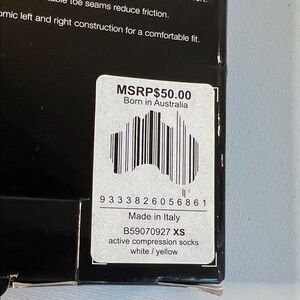 able toe seams reduce friction.
omic left and right construction for a comfortable fit.
MSRP$50.00
Born in Australia
9333826056861
Made in Italy
B59070927 XS
active compression socks
white / yellow